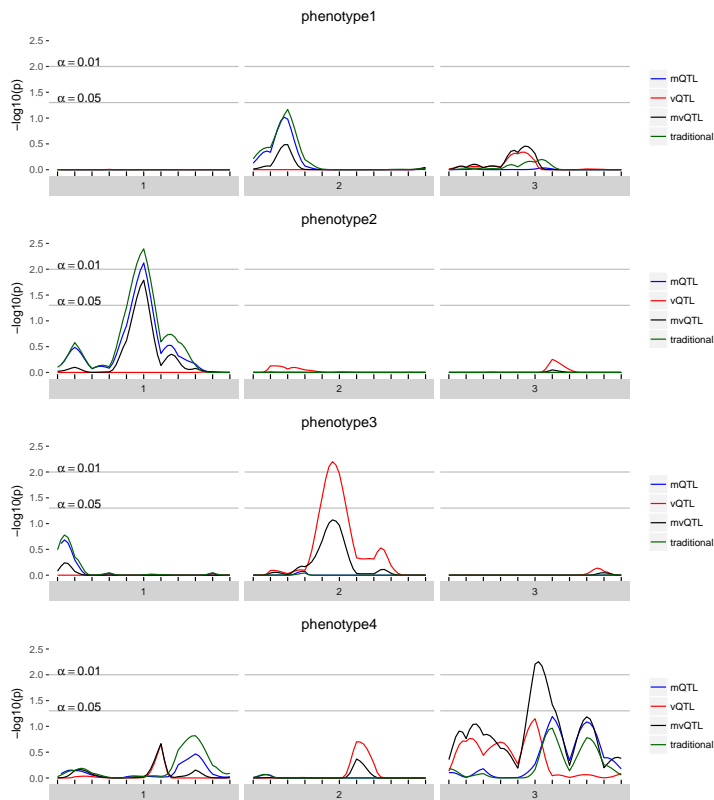 phenotype1
2.5
2.0
1.5
1.0
0.5
0.0
−log10(p)
α = 0.01
α = 0.05
1
2
3
mQTL
vQTL
mvQTL
traditional
phenotype2
2.5
2.0
1.5
1.0
0.5
0.0
−log10(p)
α = 0.01
α = 0.05
1
2
3
mQTL
vQTL
mvQTL
traditional
phenotype3
2.5
2.0
1.5
1.0
0.5
0.0
−log10(p)
α = 0.01
α = 0.05
1
2
3
mQTL
vQTL
mvQTL
traditional
phenotype4
2.5
2.0
1.5
1.0
0.5
0.0
−log10(p)
α = 0.01
α = 0.05
1
2
3
mQTL
vQTL
mvQTL
traditional